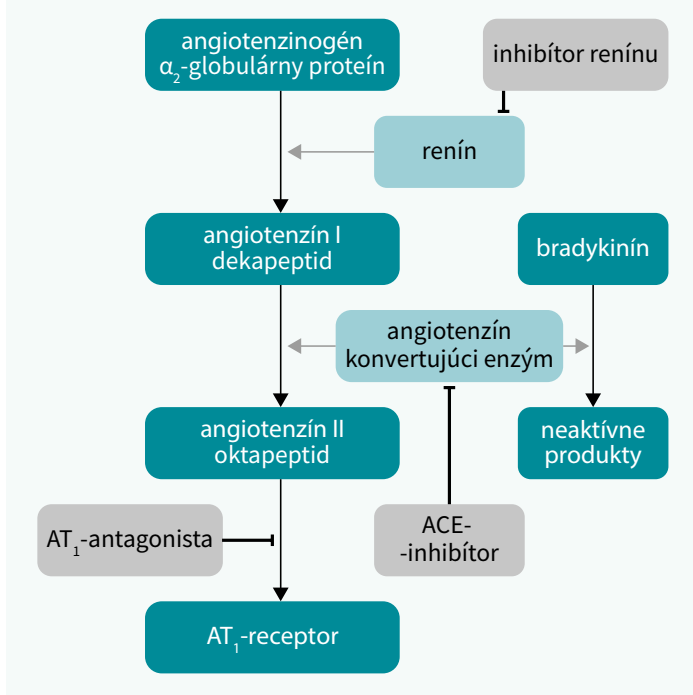 angiotenzinogén
α₂-globulárny proteín
inhibítor renínu
renín
angiotenzín I
dekapeptid
bradykinín
angiotenzín
konvertujúci enzým
angiotenzín II
oktapeptid
neaktívne
produkty
AT₁-antagonista
ACE-
-inhibítor
AT₁-receptor